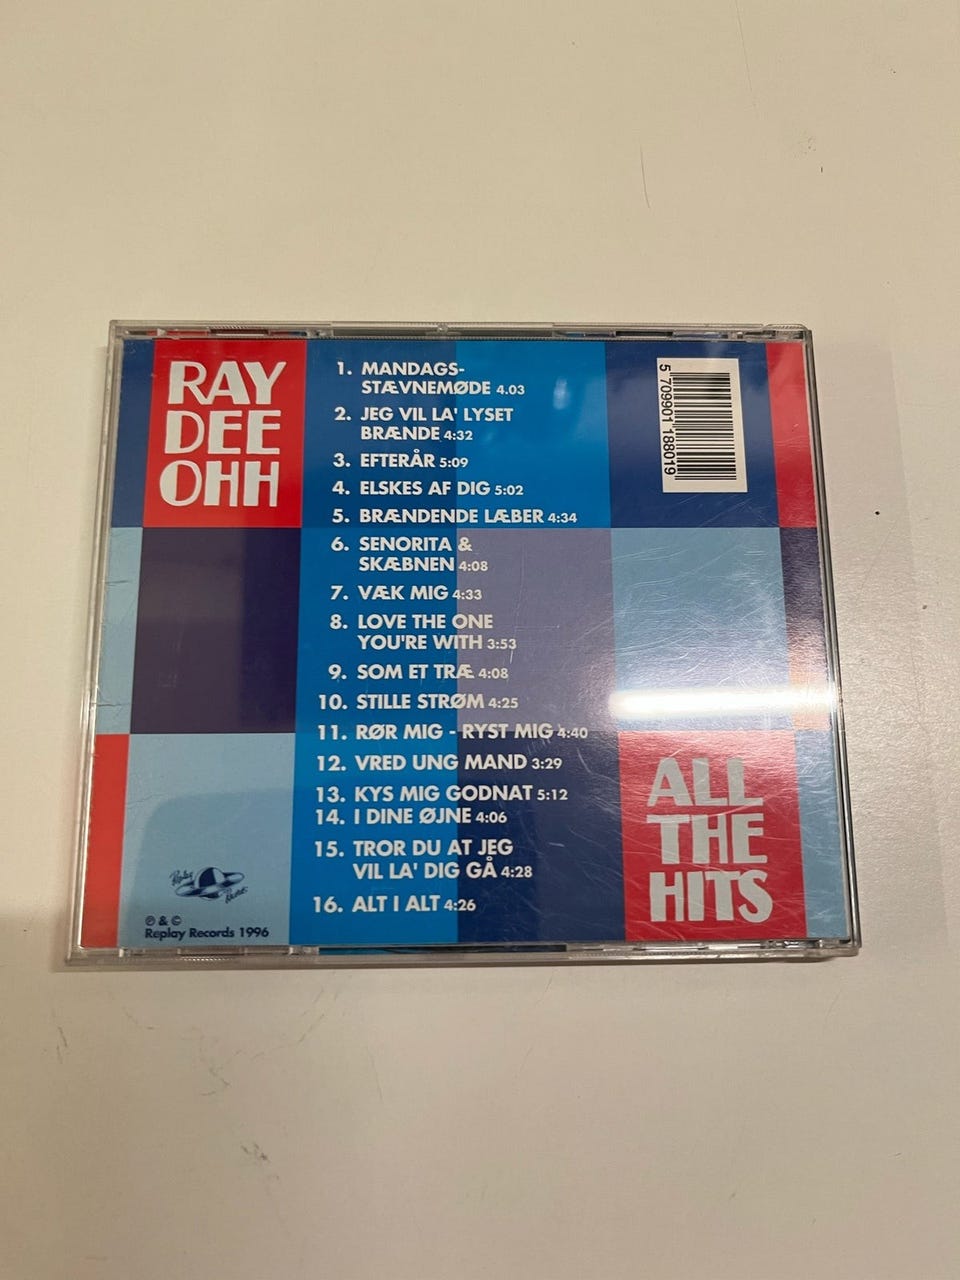 RAY
DEE
OHH
1. MANDAGS-
STÆVNEMØDE 4.03
2. JEG VIL LA' LYSET
BRÆNDE 4:32
3. EFTERÅR 5:09
4. ELSKES AF DIG 5:02
5. BRÆNDENDE LÆBER 4:34
6. SENORITA &
SKÆBNEN 4:08
7. VÆK MIG 4:33
8. LOVE THE ONE
YOU'RE WITH 3:53
9. SOM ET TRÆ 4:08
10. STILLE STRØM 4:25
11. RØR MIG - RYST MIG 4:40
12. VRED UNG MAND 3:29
13. KYS MIG GODNAT 5:12
14. I DINE ØJNE 4:06
15. TROR DU AT JEG
VIL LA' DIG GÅ 4:28
16. ALT I ALT 4:26
5 709901 188019
ALL
THE
HITS
Replay
Records
℗ & ©
Replay Records 1996